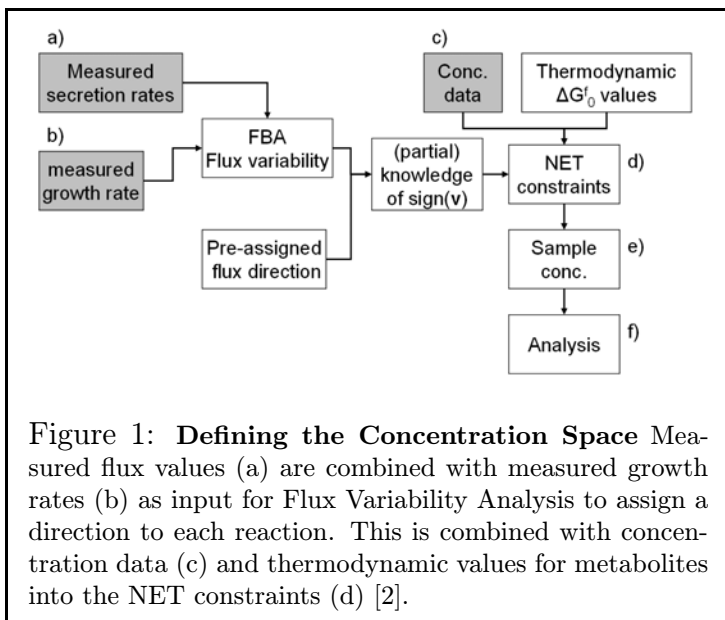 a)
Measured
secretion rates
b)
measured
growth rate
FBA
Flux variability
Pre-assigned
flux direction
(partial)
knowledge
of sign(v)
c)
Conc.
data
Thermodynamic
ΔGf0 values
NET
constraints
d)
Sample
conc.
e)
Analysis
f)
Figure 1: Defining the Concentration Space Mea-
sured flux values (a) are combined with measured growth
rates (b) as input for Flux Variability Analysis to assign a
direction to each reaction. This is combined with concen-
tration data (c) and thermodynamic values for metabolites
into the NET constraints (d) [2].